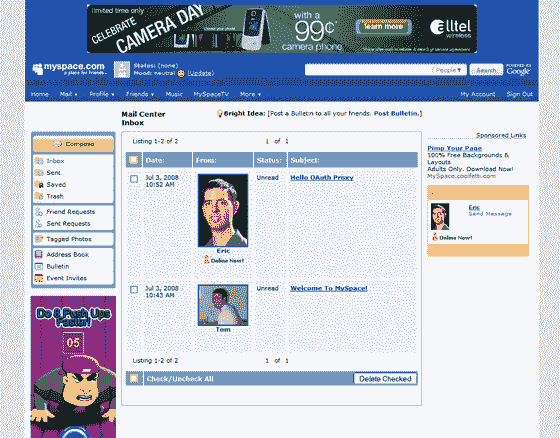 limited time only
CELEBRATE
CAMERA DAY
with a
99¢
camera phone
learn more
alltel
wireless
myspace.com
a place for friends
Status: (none)
Mood: neutral (Update)
People
Search
POWERED BY
Google
Home Mail Profile Friends Music MySpaceTV More My Account Sign Out
Mail Center
Inbox
Bright Idea: [Post a Bulletin to all your friends. Post Bulletin.]
Compose
Inbox
Sent
Saved
Trash
Friend Requests
Sent Requests
Tagged Photos
Address Book
Bulletin
Event Invites
Do 6 Push Ups
Faster!
05
Listing 1-2 of 2 1 of 1
Date: From: Status: Subject:
Jul 3, 2008
10:52 AM
Unread
Hello OAuth Proxy
Eric
Online Now!
Jul 3, 2008
10:43 AM
Unread
Welcome To MySpace!
Tom
Listing 1-2 of 2 1 of 1
Check/Uncheck All
Delete Checked
Sponsored Links
Pimp Your Page
100% Free Backgrounds &
Layouts
Adults Only. Download Now!
MySpace.coolfetti.com
Eric
Send Message
Online Now!